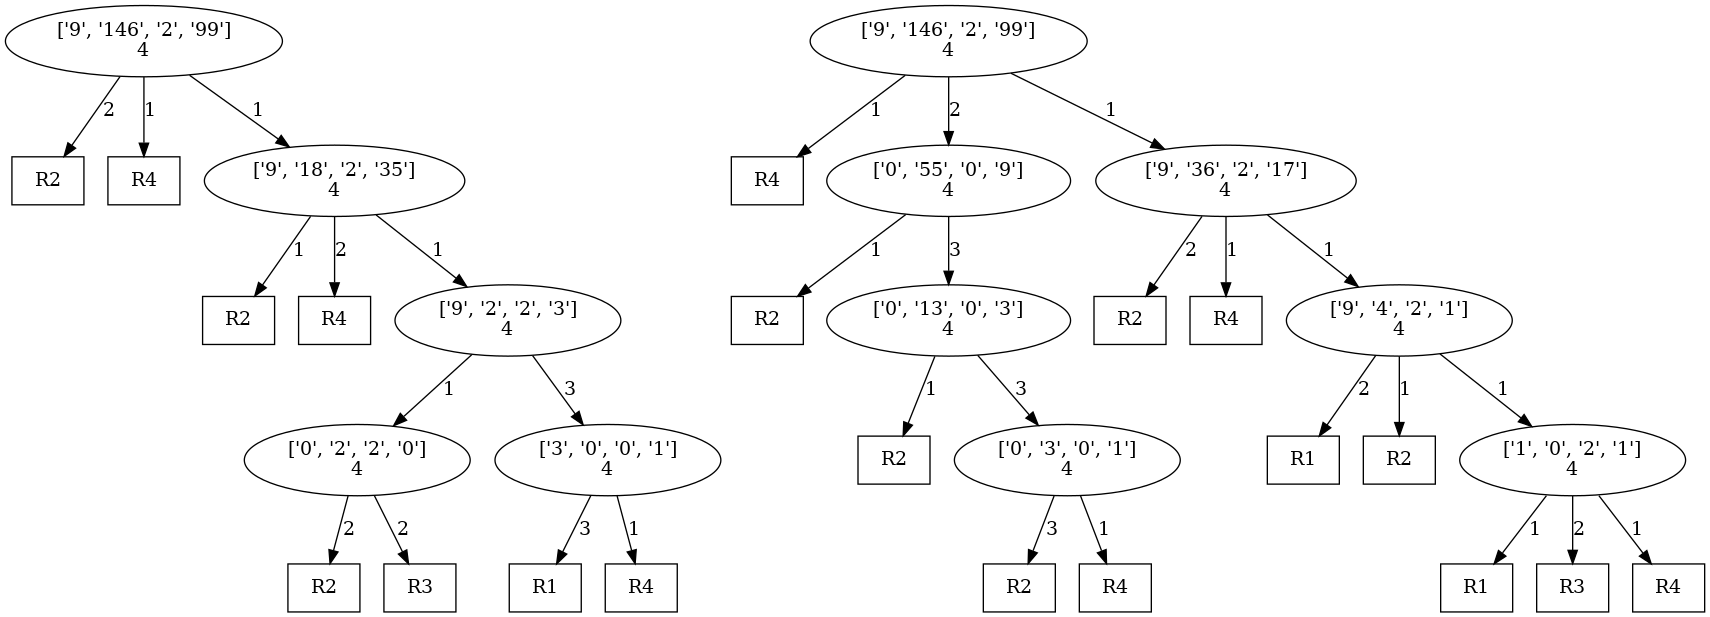 ['9', '146', '2', '99']
4
['9', '146', '2', '99']
4
2
1
1
1
2
1
R2
R4
['9', '18', '2', '35']
4
R4
['0', '55', '0', '9']
4
['9', '36', '2', '17']
4
1
2
1
1
3
2
1
1
R2
R4
['9', '2', '2', '3']
4
R2
['0', '13', '0', '3']
4
R2
R4
['9', '4', '2', '1']
4
1
3
1
3
2
1
1
['0', '2', '2', '0']
4
['3', '0', '0', '1']
4
R2
['0', '3', '0', '1']
4
R1
R2
['1', '0', '2', '1']
4
2
2
3
1
3
1
1
2
1
R2
R3
R1
R4
R2
R4
R1
R3
R4